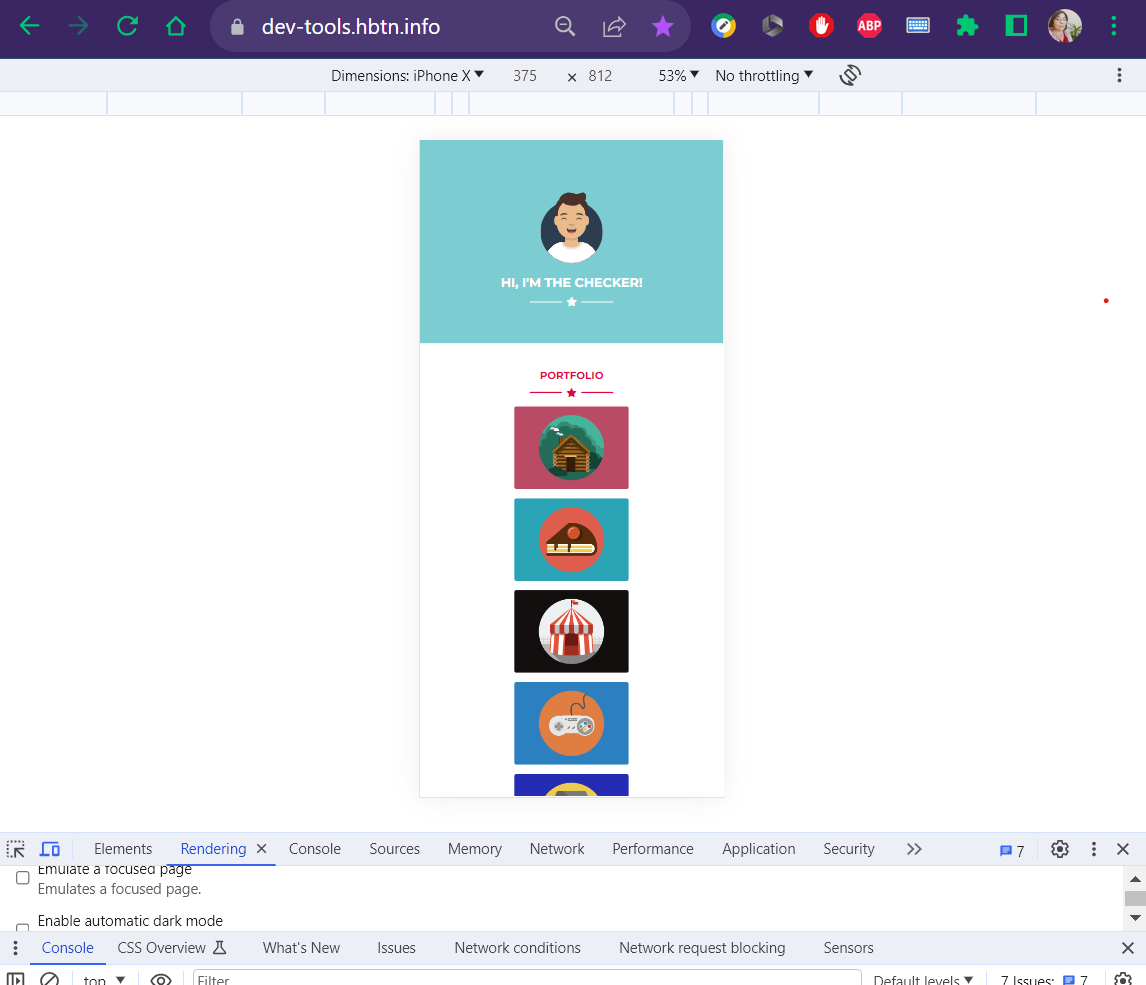 dev-tools.hbtn.info
ABP
Dimensions: iPhone X 375 × 812 53% No throttling
HI, I'M THE CHECKER!
PORTFOLIO
Elements Rendering Console Sources Memory Network Performance Application Security 7
Emulate a focused page
Emulates a focused page.
Enable automatic dark mode
Console CSS Overview What's New Issues Network conditions Network request blocking Sensors
top Filter Default levels 7 Issues: 7